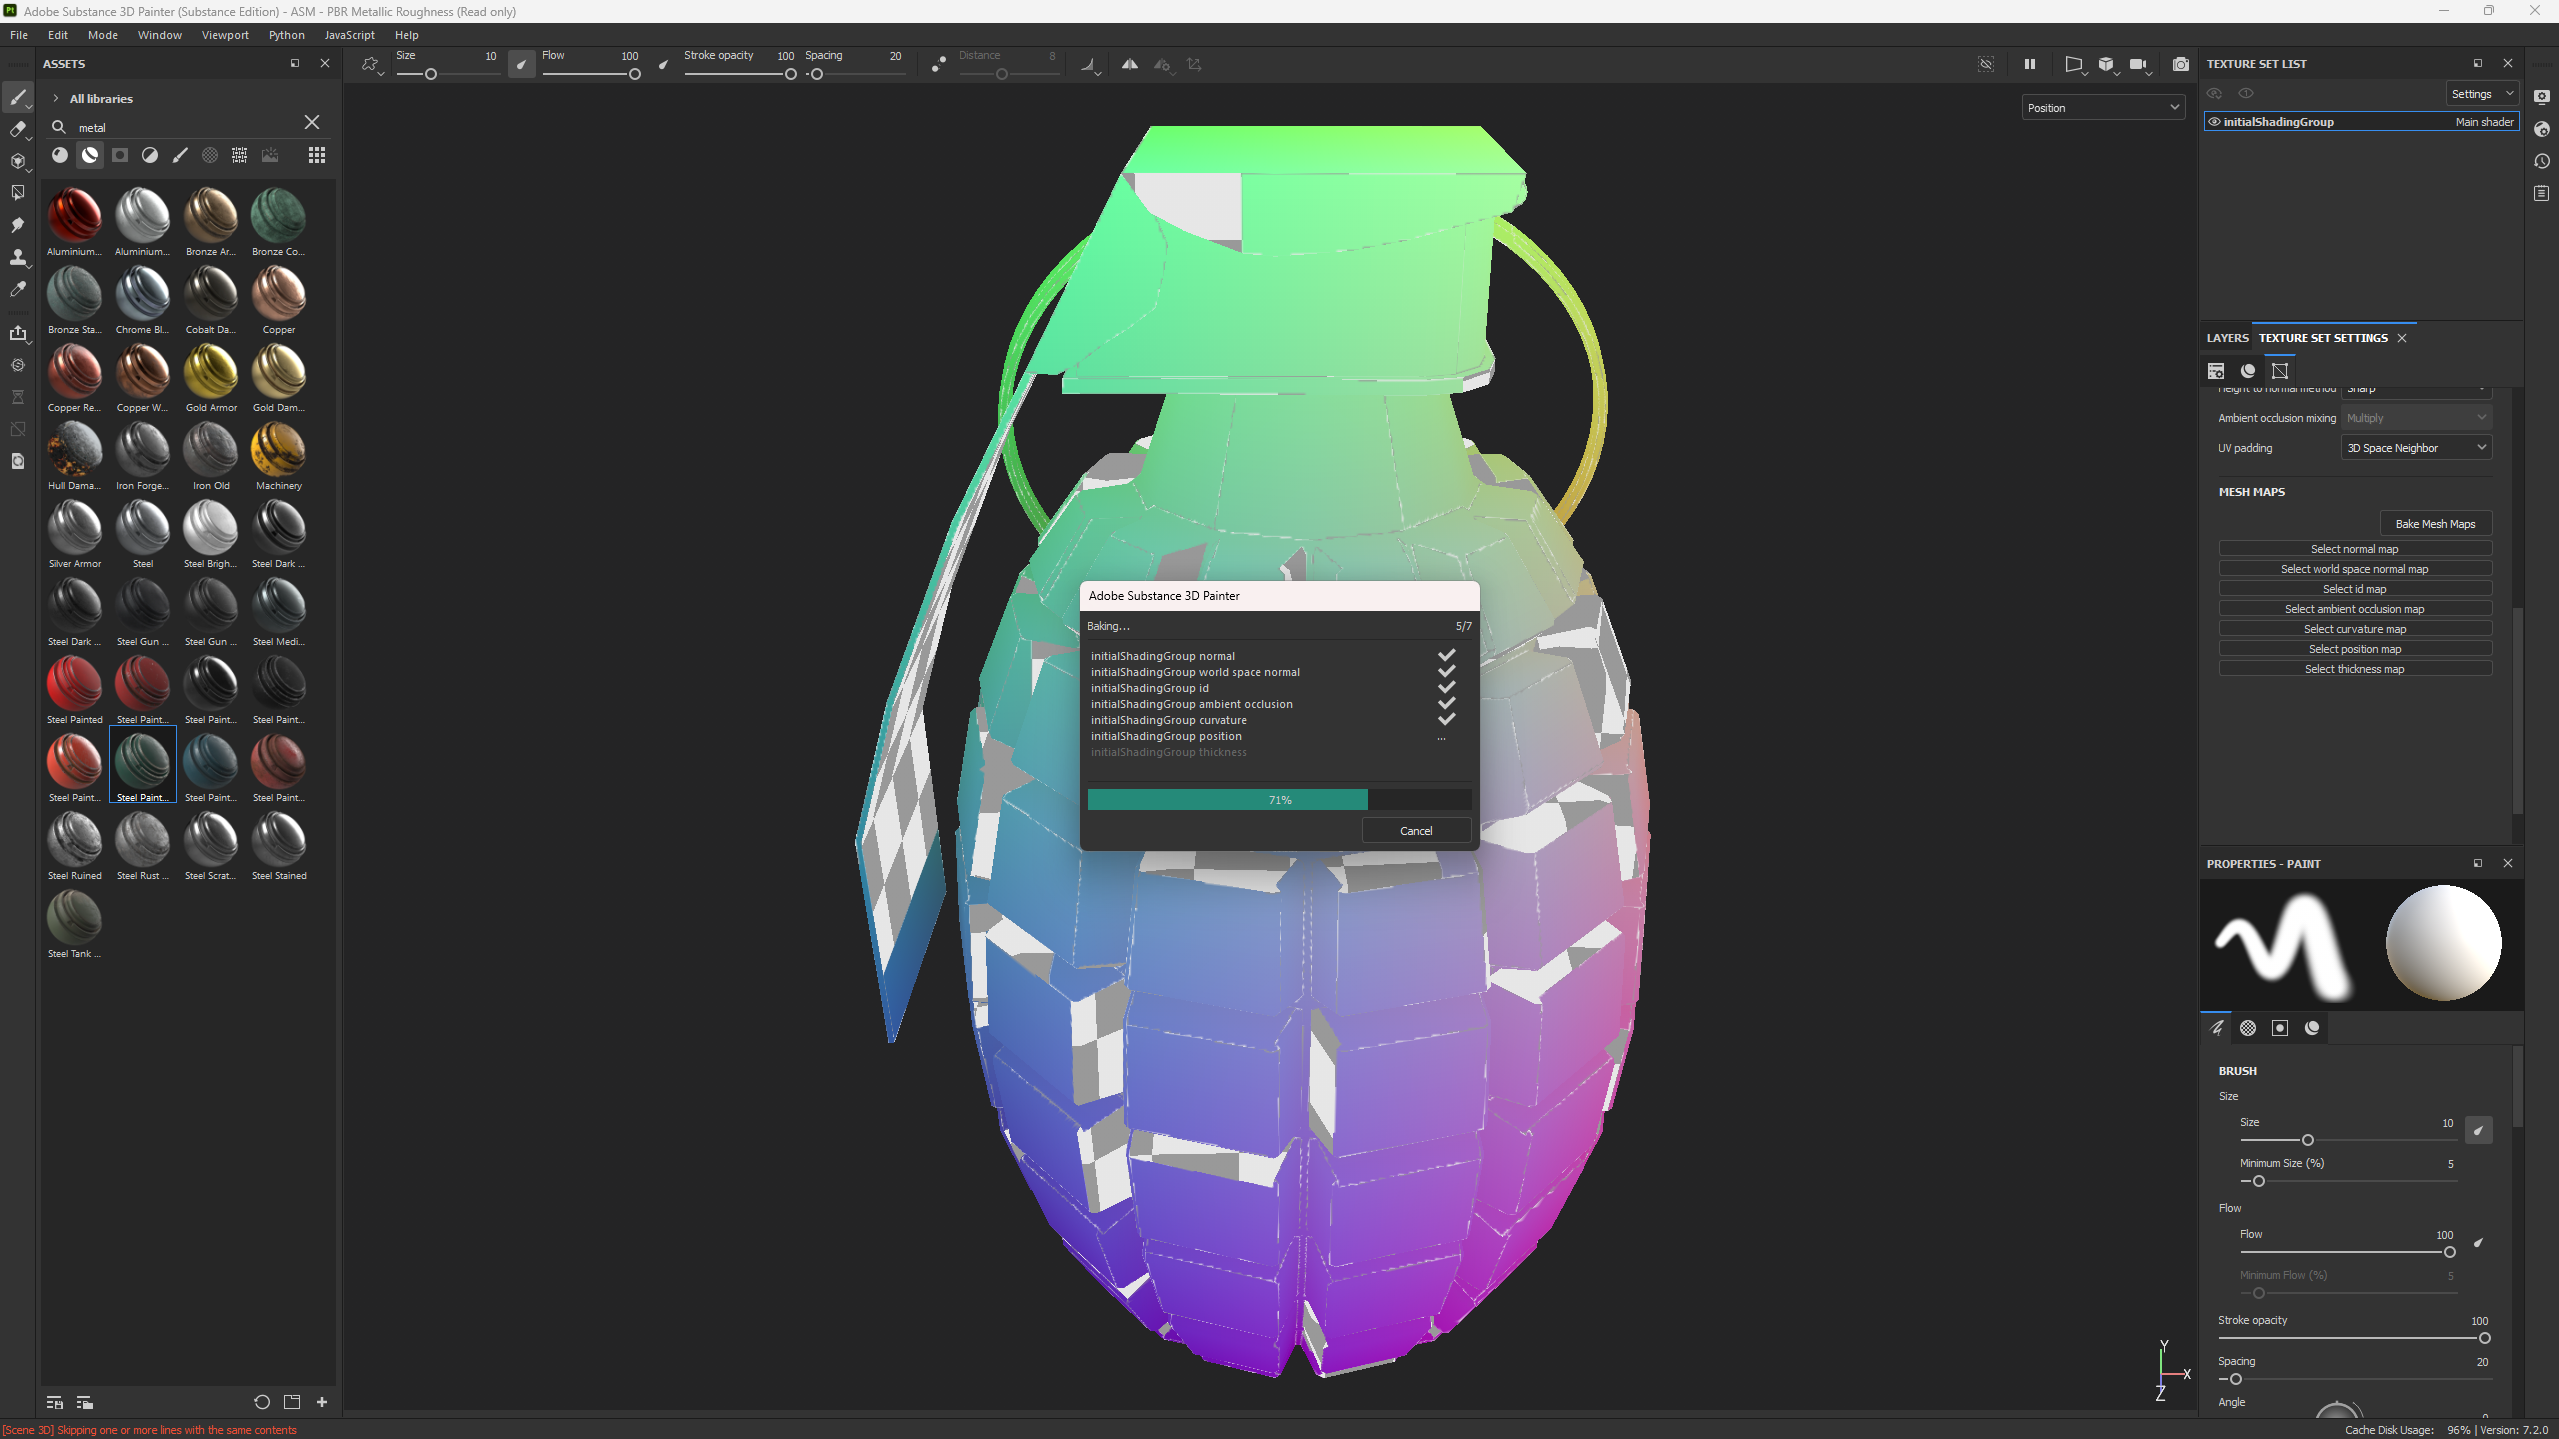 Adobe Substance 3D Painter (Substance Edition) - ASM - PBR Metallic Roughness (Read only)
File Edit Mode Window Viewport Python JavaScript Help
ASSETS
All libraries
metal
Aluminium... Aluminium... Bronze Ar... Bronze Co...
Bronze Sta... Chrome Bl... Cobalt Da... Copper
Copper Re... Copper W... Gold Armor Gold Dam...
Hull Dama... Iron Forge... Iron Old Machinery
Silver Armor Steel Steel Brigh... Steel Dark ...
Steel Dark ... Steel Gun ... Steel Gun ... Steel Medi...
Steel Painted Steel Paint... Steel Paint... Steel Paint...
Steel Paint... Steel Paint... Steel Paint... Steel Paint...
Steel Ruined Steel Rust ... Steel Scrat... Steel Stained
Steel Tank ...
Size 10 Flow 100 Stroke opacity 100 Spacing 20 Distance 8
Position
Adobe Substance 3D Painter
Baking... 5/7
initialShadingGroup normal
initialShadingGroup world space normal
initialShadingGroup id
initialShadingGroup ambient occlusion
initialShadingGroup curvature
initialShadingGroup position ...
initialShadingGroup thickness
71%
Cancel
Y
X
Z
TEXTURE SET LIST
Settings
initialShadingGroup Main shader
LAYERS TEXTURE SET SETTINGS
Height to normal method Sharp
Ambient occlusion mixing Multiply
UV padding 3D Space Neighbor
MESH MAPS
Bake Mesh Maps
Select normal map
Select world space normal map
Select id map
Select ambient occlusion map
Select curvature map
Select position map
Select thickness map
PROPERTIES - PAINT
BRUSH
Size
Size 10
Minimum Size (%) 5
Flow
Flow 100
Minimum Flow (%) 5
Stroke opacity 100
Spacing 20
Angle 0
[Scene 3D] Skipping one or more lines with the same contents
Cache Disk Usage: 96% | Version: 7.2.0